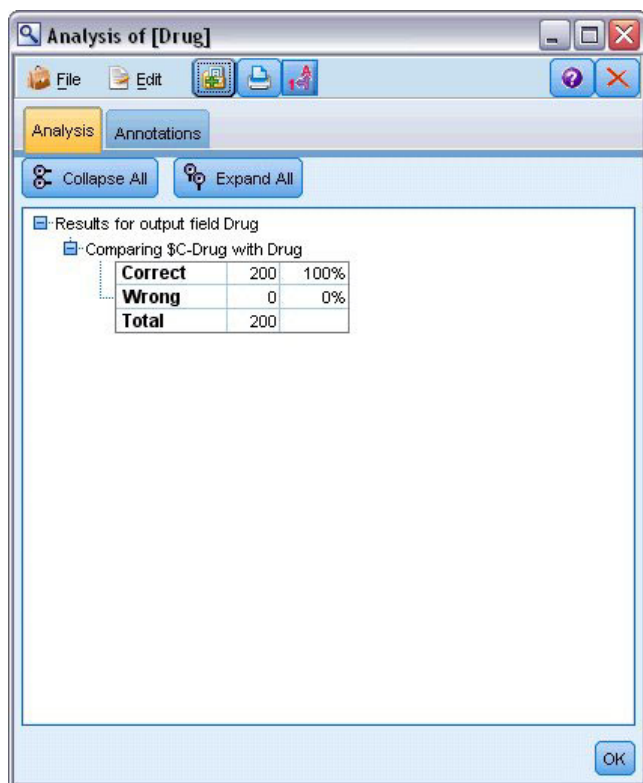 Analysis of [Drug]
File Edit
Analysis Annotations
Collapse All Expand All
Results for output field Drug
Comparing $C-Drug with Drug
Correct 200 100%
Wrong 0 0%
Total 200
OK